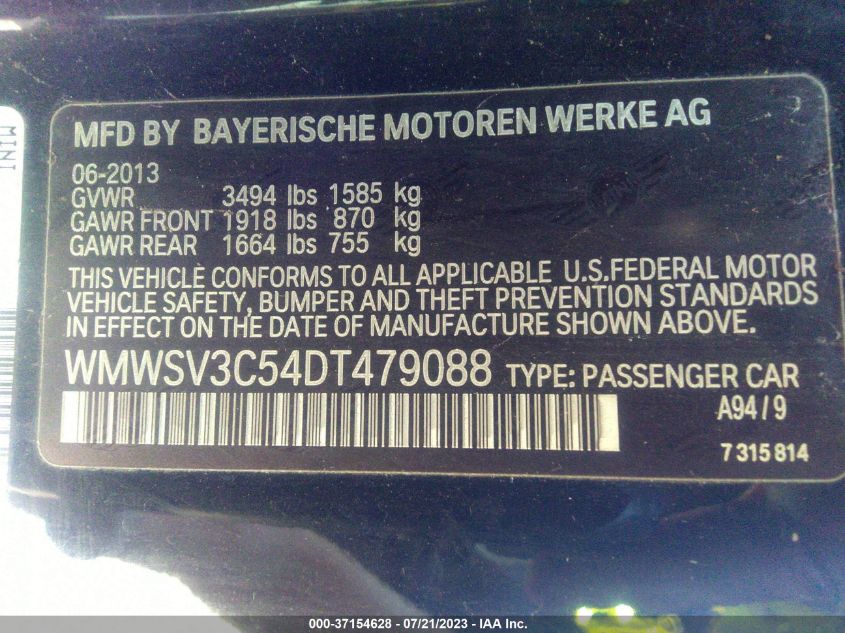 MINI
MFD BY BAYERISCHE MOTOREN WERKE AG
06-2013
GVWR 3494 lbs 1585 kg
GAWR FRONT 1918 lbs 870 kg
GAWR REAR 1664 lbs 755 kg
THIS VEHICLE CONFORMS TO ALL APPLICABLE U.S.FEDERAL MOTOR
VEHICLE SAFETY, BUMPER AND THEFT PREVENTION STANDARDS
IN EFFECT ON THE DATE OF MANUFACTURE SHOWN ABOVE.
WMWSV3C54DT479088 TYPE: PASSENGER CAR
A94/9
7 315 814
000-37154628 - 07/21/2023 - IAA Inc.